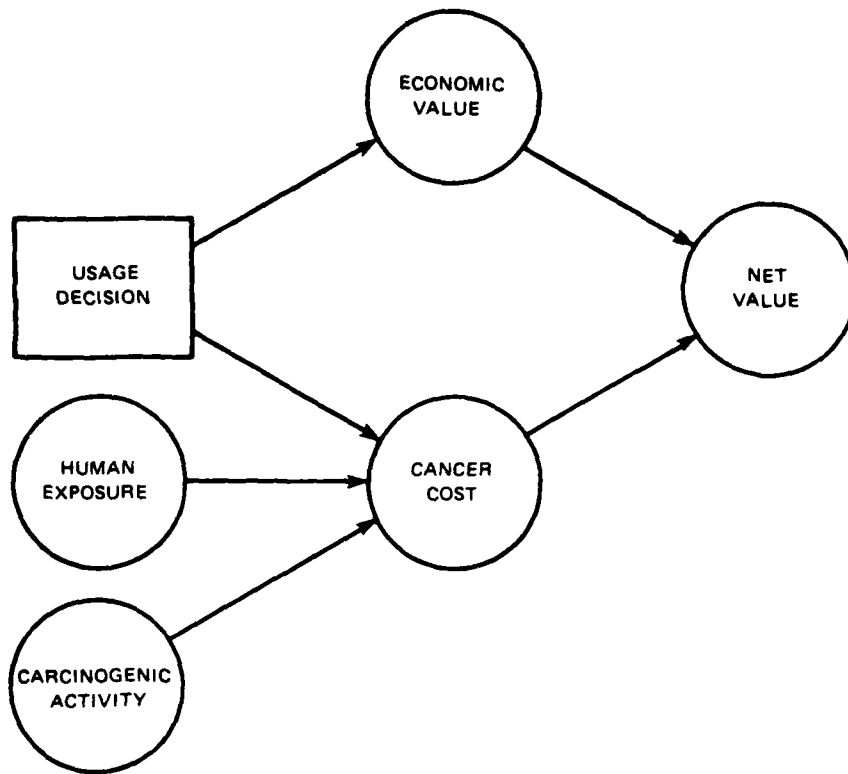 ECONOMIC
VALUE
USAGE
DECISION
NET
VALUE
HUMAN
EXPOSURE
CANCER
COST
CARCINOGENIC
ACTIVITY